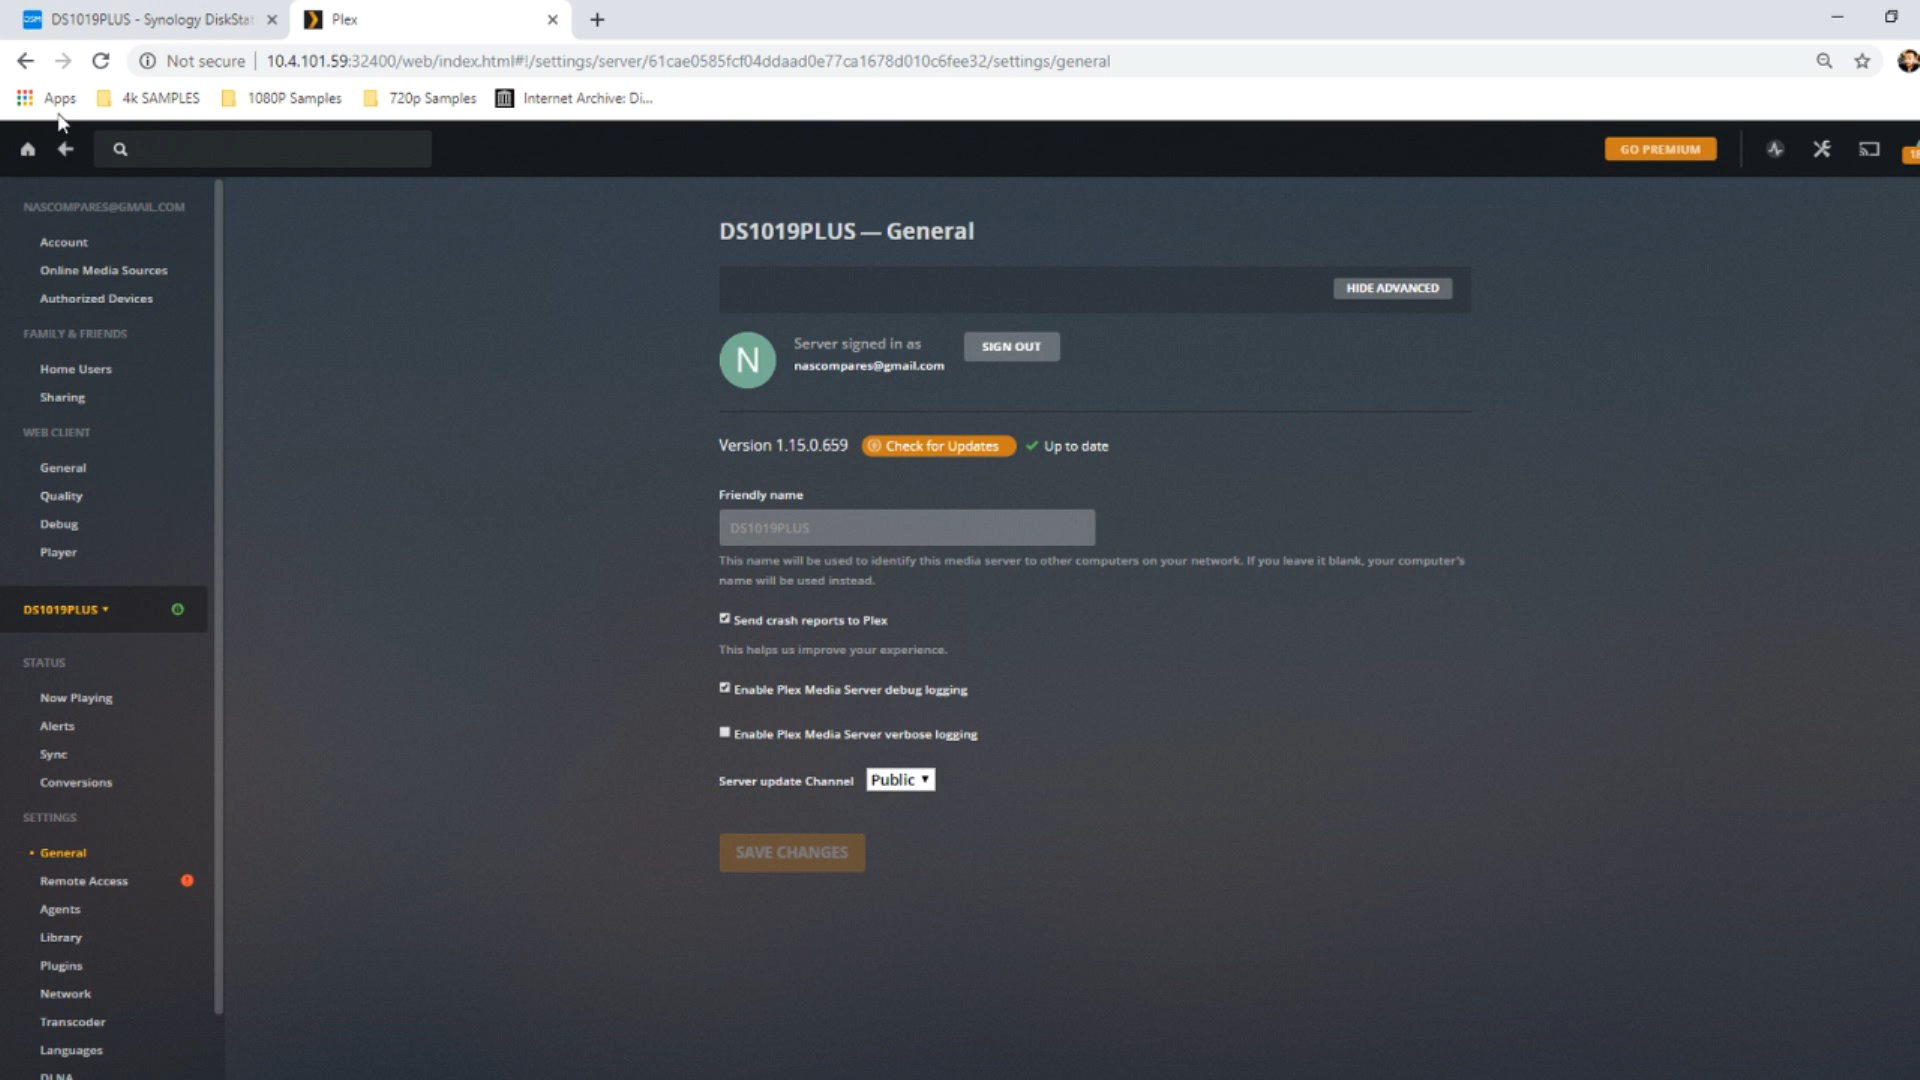 DS1019PLUS - Synology DiskStat
Plex
Not secure
10.4.101.59:32400/web/index.html#!/settings/server/61cae0585fcf04ddaad0e77ca1678d010c6fee32/settings/general
Apps
4k SAMPLES
1080P Samples
720p Samples
Internet Archive: Di...
GO PREMIUM
NASCOMPARES@GMAIL.COM
Account
Online Media Sources
Authorized Devices
FAMILY & FRIENDS
Home Users
Sharing
WEB CLIENT
General
Quality
Debug
Player
DS1019PLUS
STATUS
Now Playing
Alerts
Sync
Conversions
SETTINGS
General
Remote Access
Agents
Library
Plugins
Network
Transcoder
Languages
DLNA
DS1019PLUS — General
HIDE ADVANCED
N
Server signed in as
nascompares@gmail.com
SIGN OUT
Version 1.15.0.659
Check for Updates
Up to date
Friendly name
DS1019PLUS
This name will be used to identify this media server to other computers on your network. If you leave it blank, your computer's
name will be used instead.
Send crash reports to Plex
This helps us improve your experience.
Enable Plex Media Server debug logging
Enable Plex Media Server verbose logging
Server update Channel
Public
SAVE CHANGES